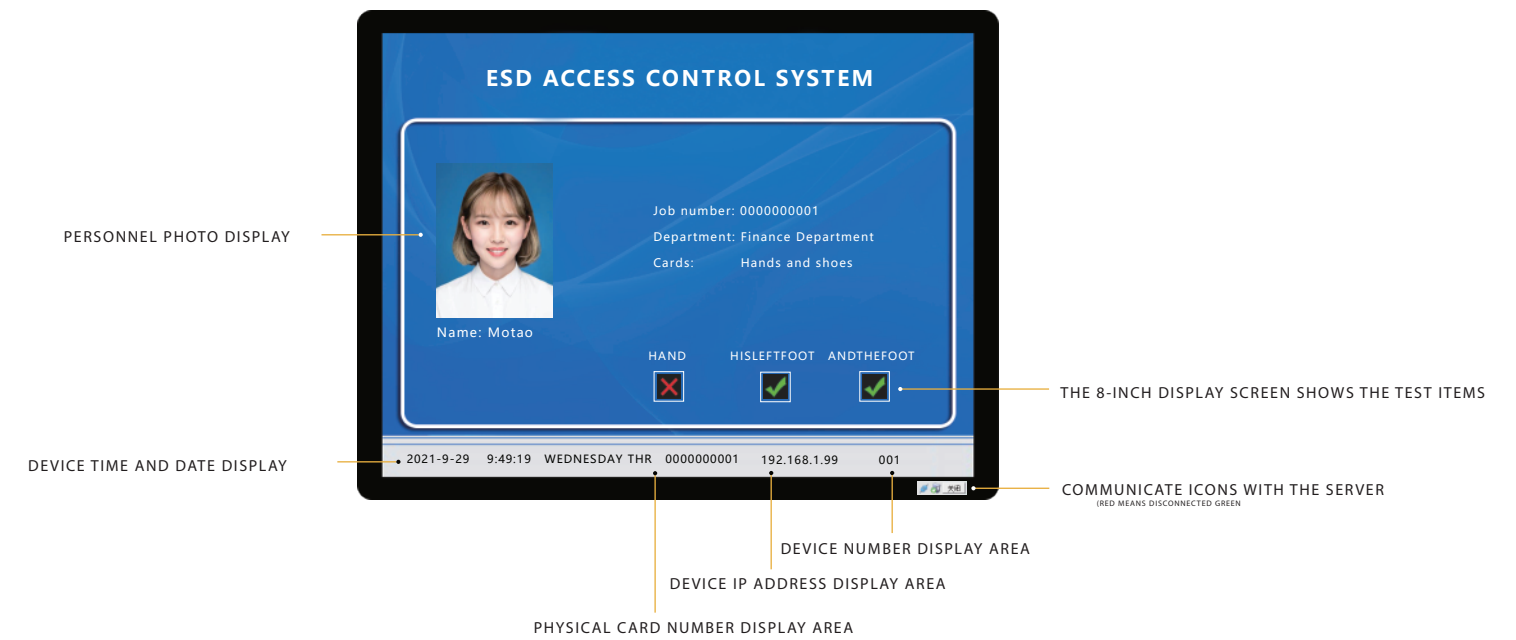 ESD ACCESS CONTROL SYSTEM
PERSONNEL PHOTO DISPLAY
Job number: 0000000001
Department: Finance Department
Cards: Hands and shoes
Name: Motao
HAND HISLEFTFOOT ANDTHEFOOT
THE 8-INCH DISPLAY SCREEN SHOWS THE TEST ITEMS
DEVICE TIME AND DATE DISPLAY
2021-9-29 9:49:19 WEDNESDAY THR 0000000001 192.168.1.99 001
关闭
COMMUNICATE ICONS WITH THE SERVER
(RED MEANS DISCONNECTED GREEN
DEVICE NUMBER DISPLAY AREA
DEVICE IP ADDRESS DISPLAY AREA
PHYSICAL CARD NUMBER DISPLAY AREA